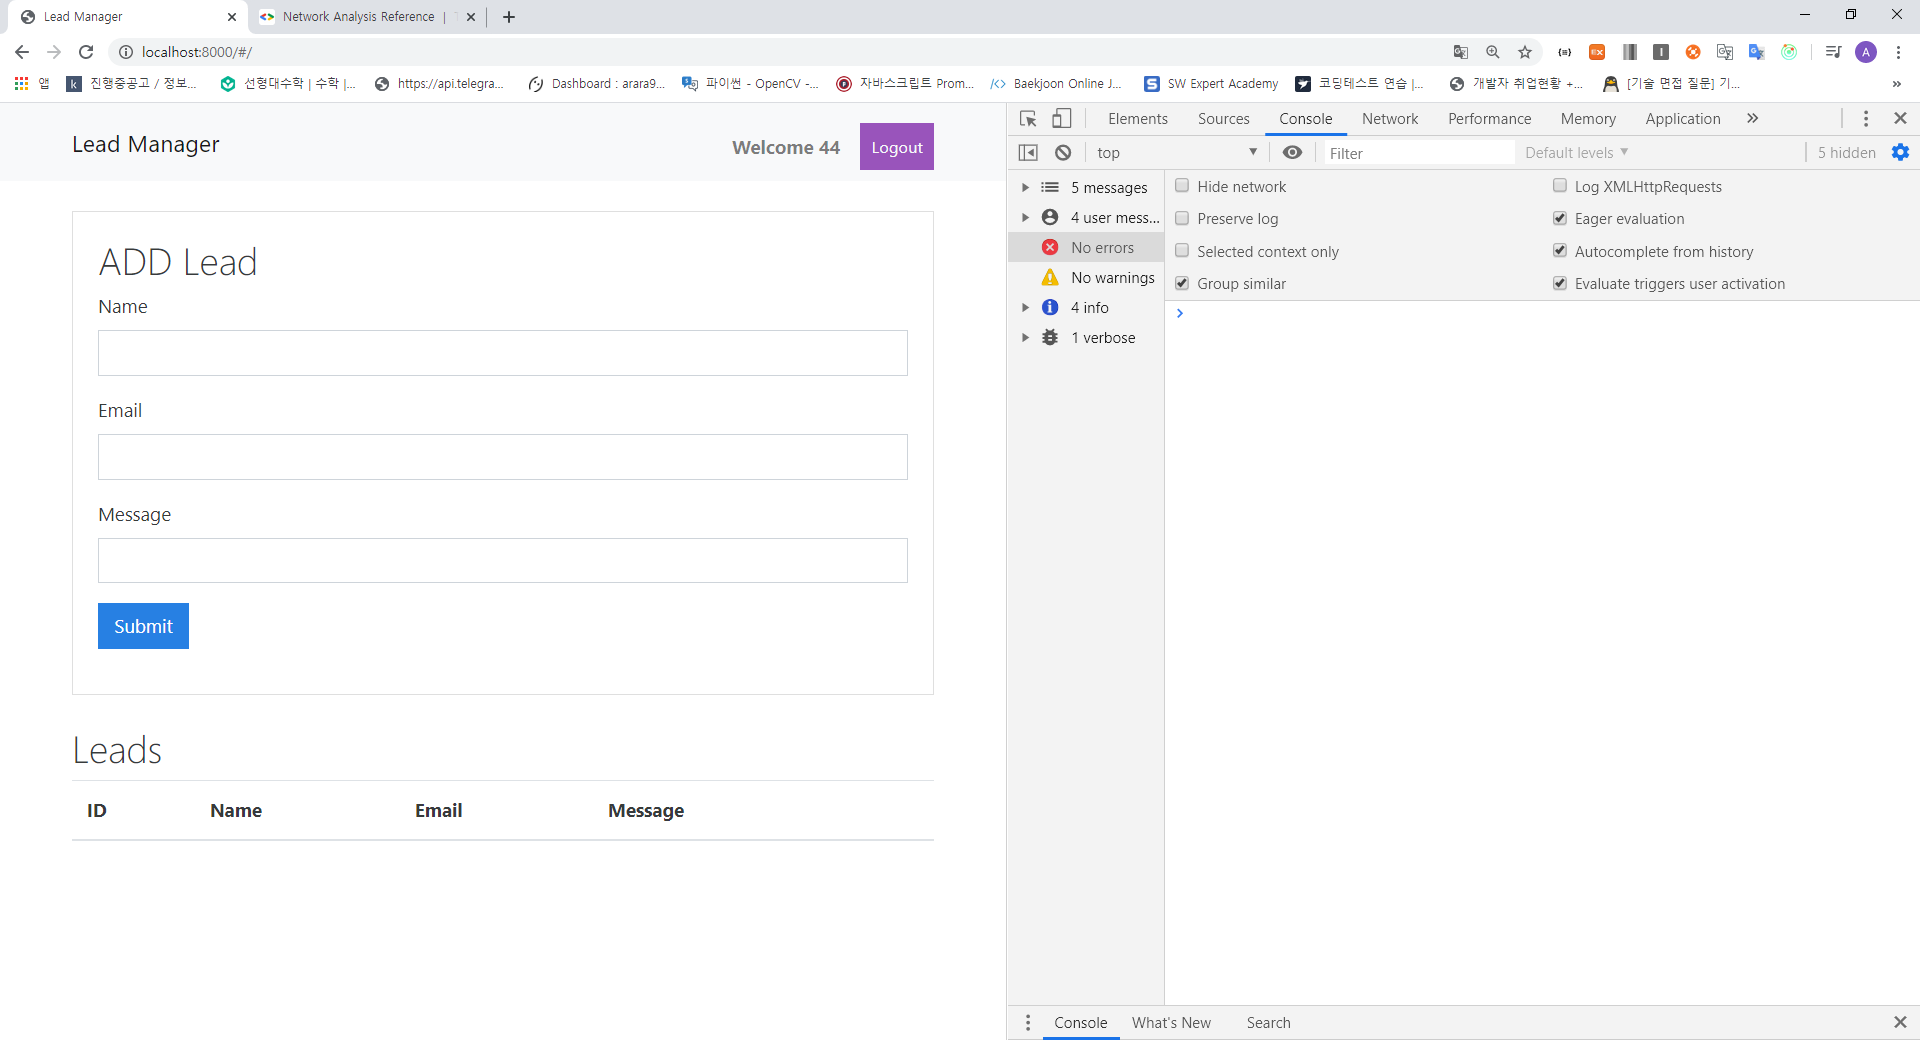 Lead Manager
Network Analysis Reference |
localhost:8000/#/
A
앱
진행중공고 / 정보...
선형대수학 | 수학 |...
https://api.telegra...
Dashboard : arara9...
파이썬 - OpenCV -...
자바스크립트 Prom...
Baekjoon Online J...
SW Expert Academy
코딩테스트 연습 |...
개발자 취업현황 +...
[기술 면접 질문] 기...
»
Lead Manager
Welcome 44
Logout
ADD Lead
Name
Email
Message
Submit
Leads
ID Name Email Message
Elements Sources Console Network Performance Memory Application »
top
Filter
Default levels
5 hidden
5 messages
4 user mess...
No errors
No warnings
4 info
1 verbose
Hide network
Log XMLHttpRequests
Preserve log
Eager evaluation
Selected context only
Autocomplete from history
Group similar
Evaluate triggers user activation
Console What's New Search